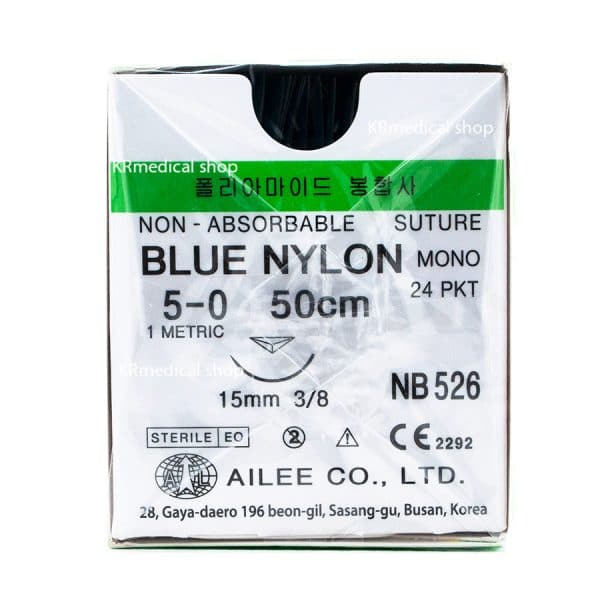 KRmedical shop
KRmedical shop
폴리아마이드 봉합사
NON - ABSORBABLE SUTURE
BLUE NYLON MONO
5-0 50cm 24 PKT
1 METRIC
KRmedical shop
15mm 3/8 NB 526
STERILE EO 2 CE 2292
AILEE CO., LTD.
28, Gaya-daero 196 beon-gil, Sasang-gu, Busan, Korea